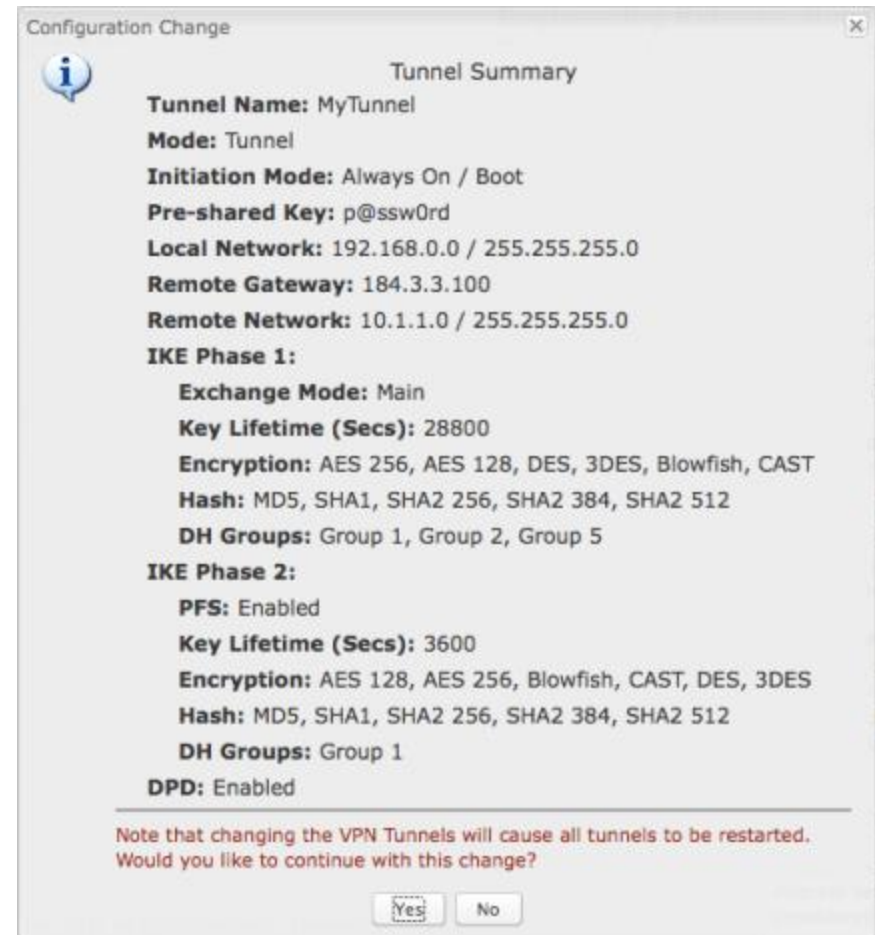 Configuration Change
Tunnel Summary
Tunnel Name: MyTunnel
Mode: Tunnel
Initiation Mode: Always On / Boot
Pre-shared Key: p@ssw0rd
Local Network: 192.168.0.0 / 255.255.255.0
Remote Gateway: 184.3.3.100
Remote Network: 10.1.1.0 / 255.255.255.0
IKE Phase 1:
Exchange Mode: Main
Key Lifetime (Secs): 28800
Encryption: AES 256, AES 128, DES, 3DES, Blowfish, CAST
Hash: MD5, SHA1, SHA2 256, SHA2 384, SHA2 512
DH Groups: Group 1, Group 2, Group 5
IKE Phase 2:
PFS: Enabled
Key Lifetime (Secs): 3600
Encryption: AES 128, AES 256, Blowfish, CAST, DES, 3DES
Hash: MD5, SHA1, SHA2 256, SHA2 384, SHA2 512
DH Groups: Group 1
DPD: Enabled
Note that changing the VPN Tunnels will cause all tunnels to be restarted.
Would you like to continue with this change?
Yes No